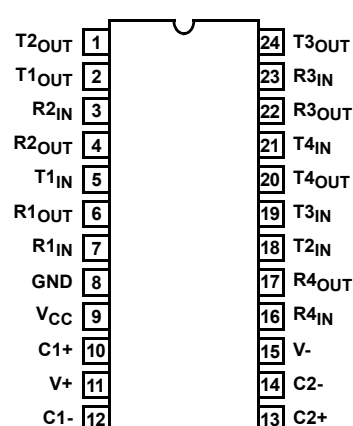 T2OUT 1 24 T3OUT
T1OUT 2 23 R3IN
R2IN 3 22 R3OUT
R2OUT 4 21 T4IN
T1IN 5 20 T4OUT
R1OUT 6 19 T3IN
R1IN 7 18 T2IN
GND 8 17 R4OUT
VCC 9 16 R4IN
C1+ 10 15 V-
V+ 11 14 C2-
C1- 12 13 C2+